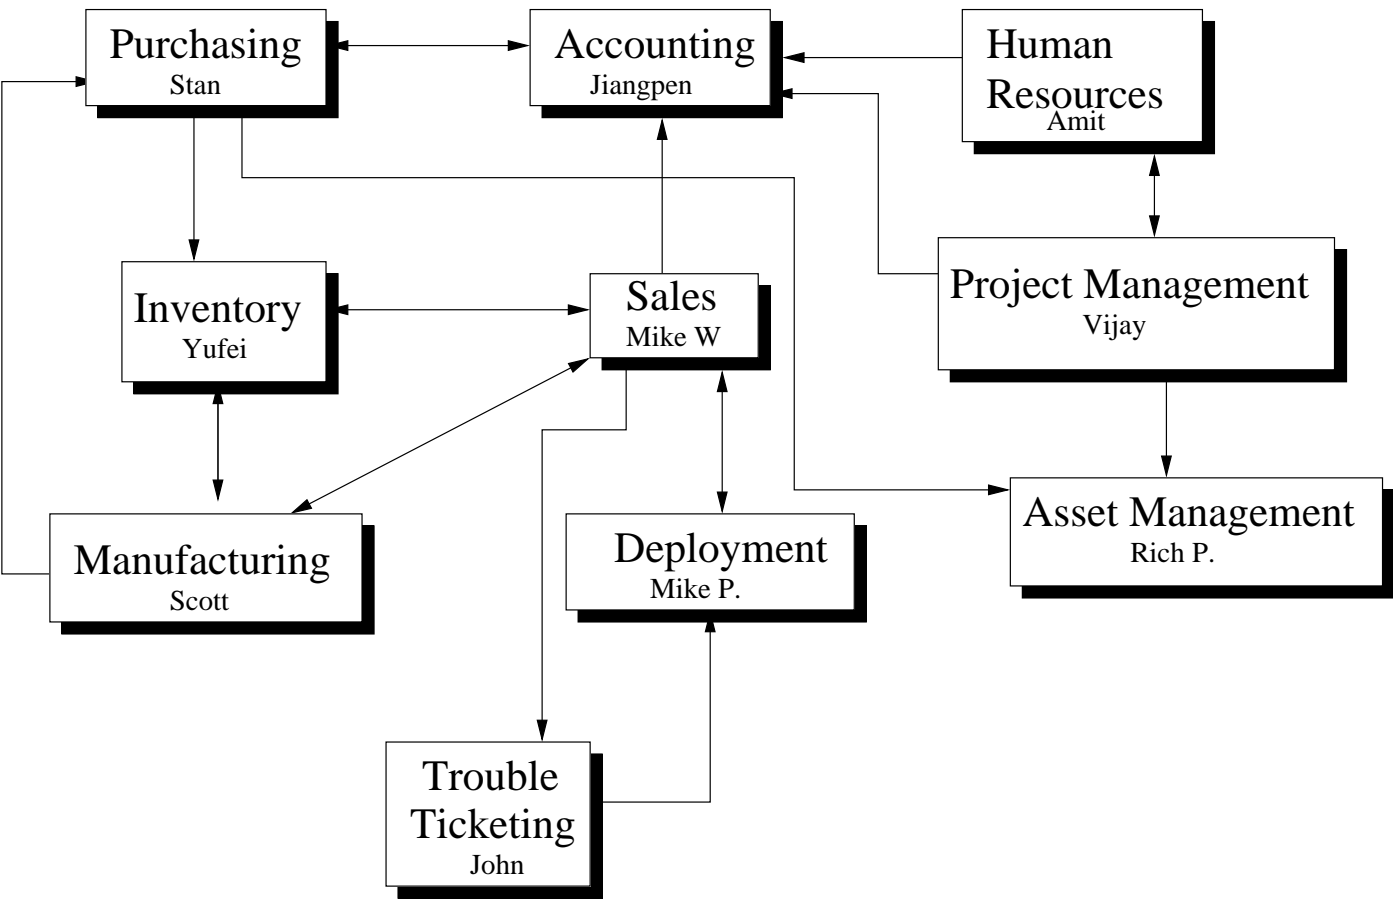 Purchasing
Stan
Accounting
Jiangpen
Human
Resources
Amit
Inventory
Yufei
Sales
Mike W
Project Management
Vijay
Manufacturing
Scott
Deployment
Mike P.
Asset Management
Rich P.
Trouble
Ticketing
John